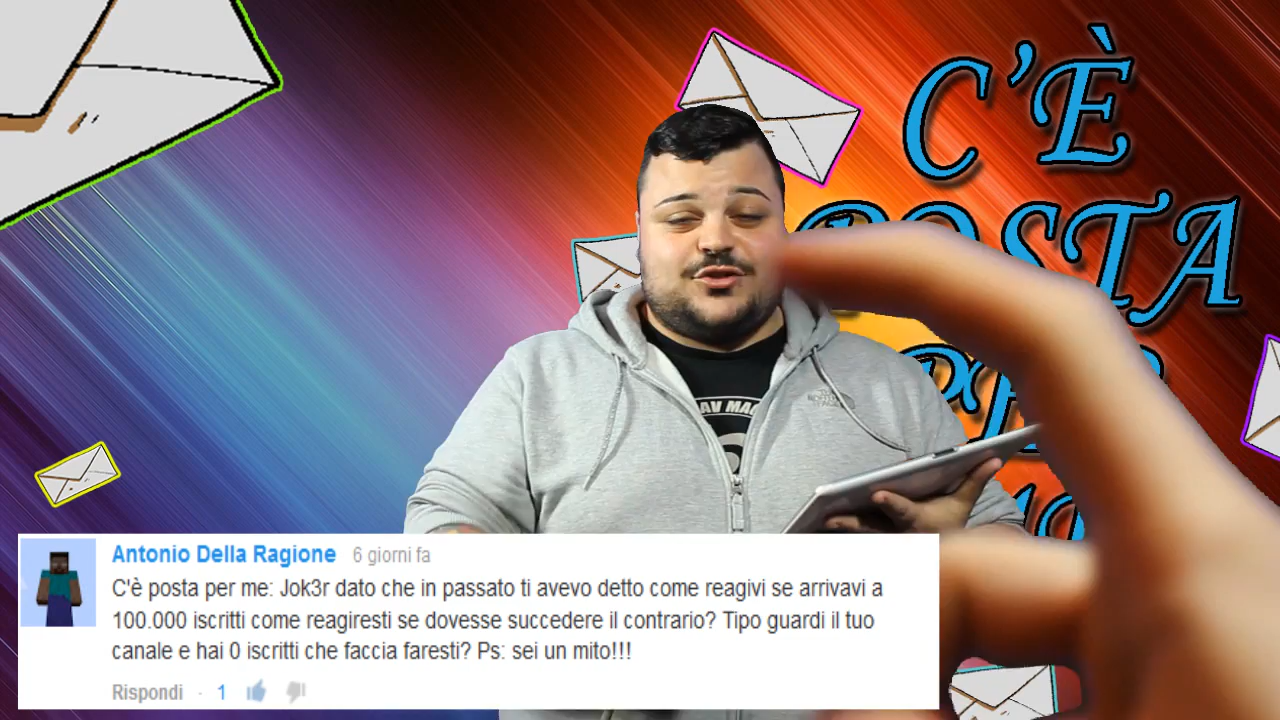 C'È
POSTA
Antonio Della Ragione 6 giorni fa
C'è posta per me: Jok3r dato che in passato ti avevo detto come reagivi se arrivavi a
100.000 iscritti come reagiresti se dovesse succedere il contrario? Tipo guardi il tuo
canale e hai 0 iscritti che faccia faresti? Ps: sei un mito!!!
Rispondi · 1